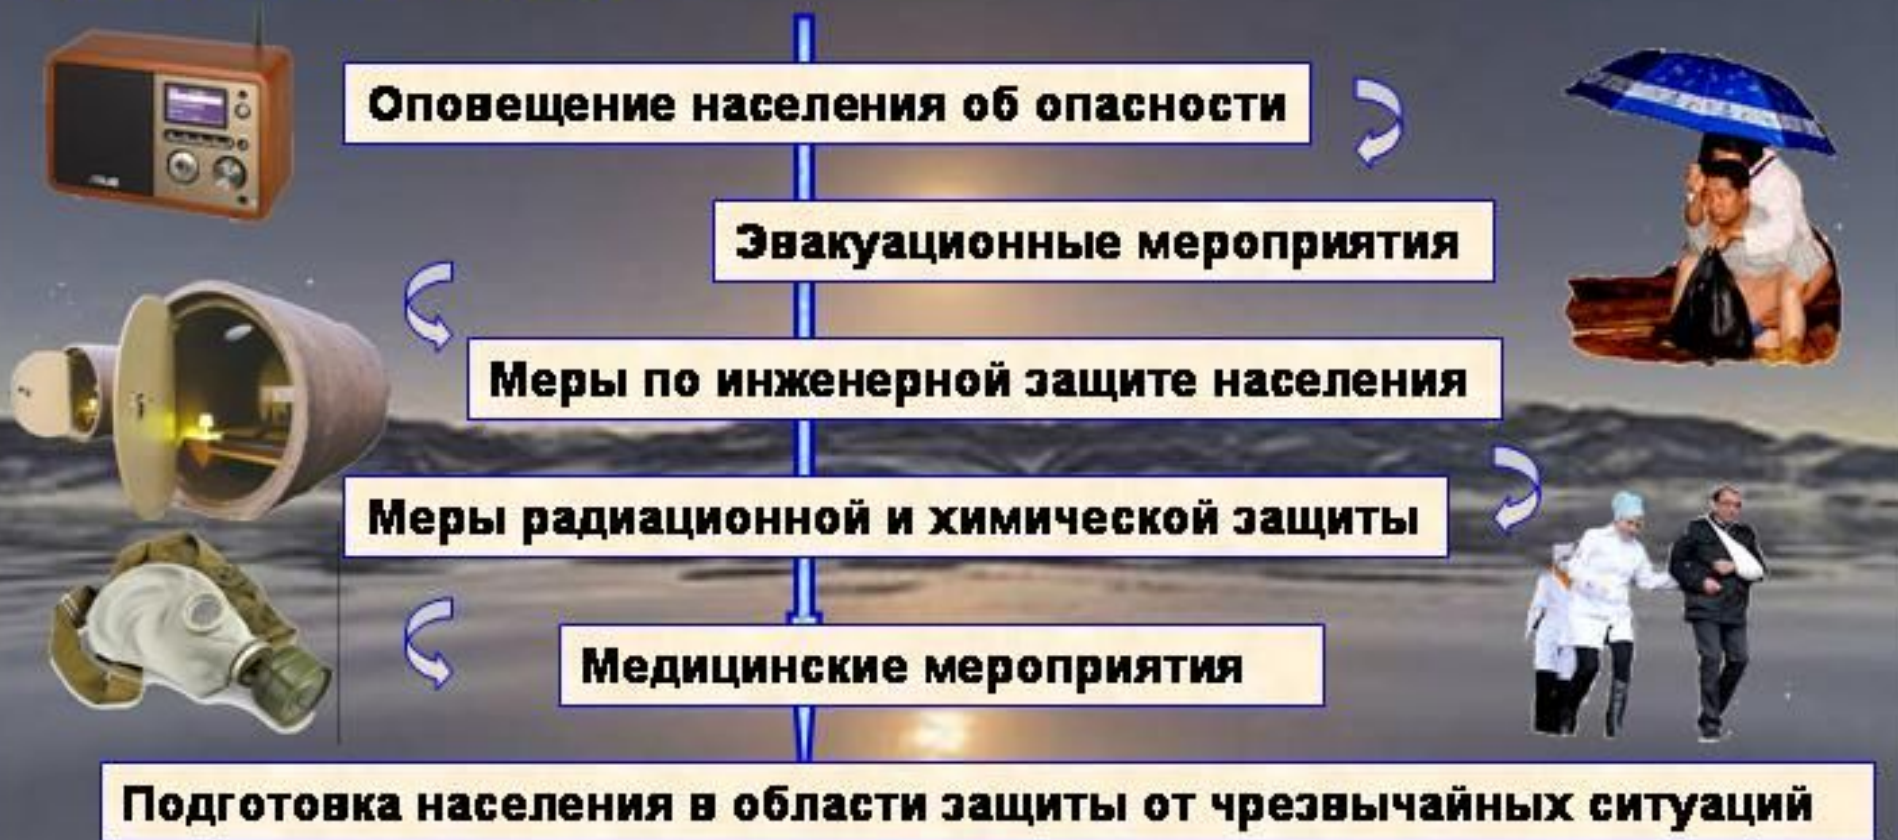 Оповещение населения об опасности
Эвакуационные мероприятия
Меры по инженерной защите населения
Меры радиационной и химической защиты
Медицинские мероприятия
Подготовка населения в области защиты от чрезвычайных ситуаций